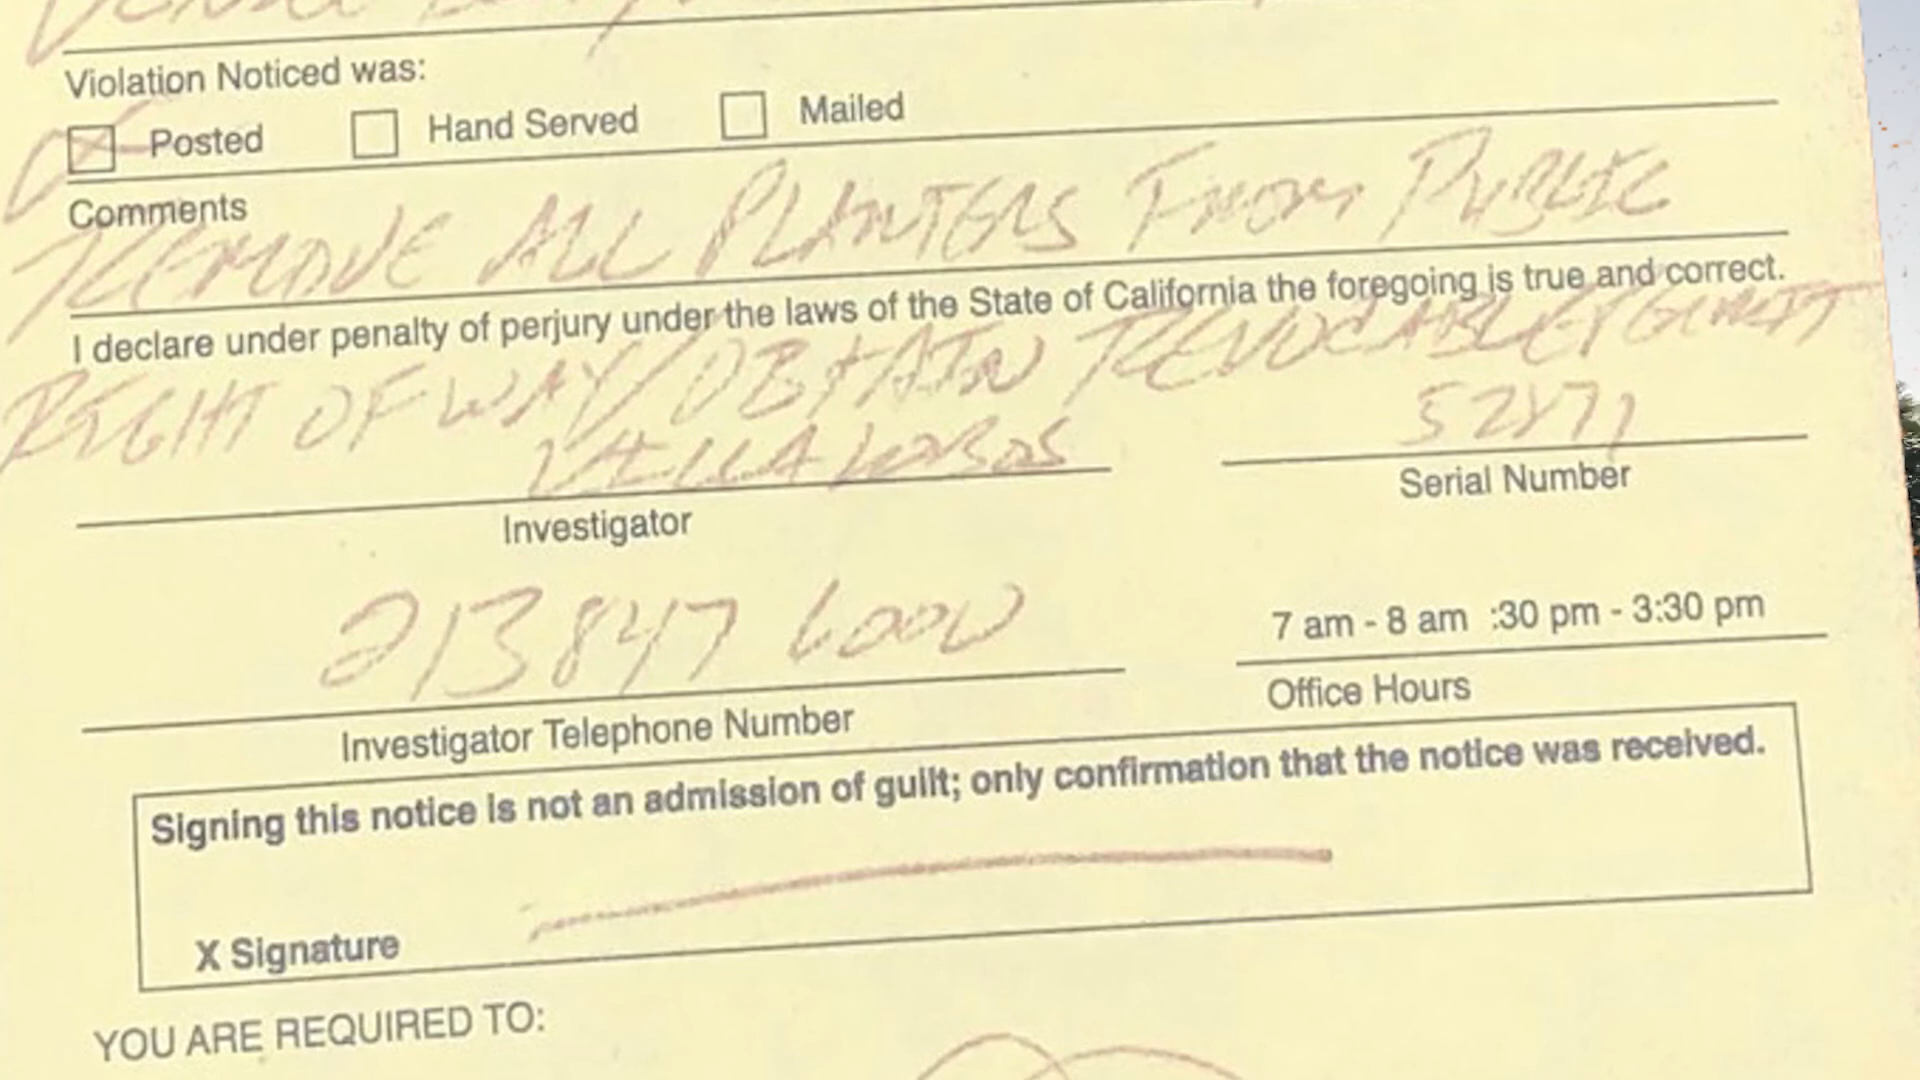 Violation Noticed was:
Posted Hand Served Mailed
Comments
REMOVE ALL PLANTERS FROM PUBLIC
I declare under penalty of perjury under the laws of the State of California the foregoing is true and correct.
RIGHT OF WAY/OBTAIN REVOCABLE PERMIT
VILLALOBOS
Investigator Serial Number
213 847 6000 7 am - 8 am :30 pm - 3:30 pm
Investigator Telephone Number Office Hours
Signing this notice is not an admission of guilt; only confirmation that the notice was received.
X Signature
YOU ARE REQUIRED TO: